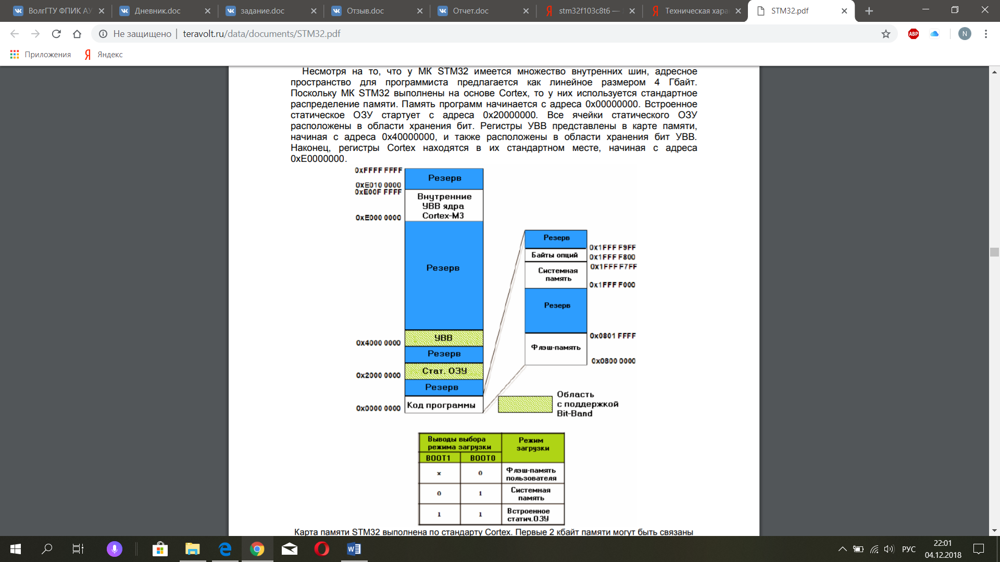 ВолгГТУ ФПИК АУ
Дневник.doc
задание.doc
Отзыв.doc
Отчет.doc
stm32f103c8t6 —
Техническая хара
STM32.pdf
Не защищено
teravolt.ru/data/documents/STM32.pdf
ABP
N
Приложения
Яндекс
Несмотря на то, что у МК STM32 имеется множество внутренних шин, адресное
пространство для программиста предлагается как линейное размером 4 Гбайт.
Поскольку МК STM32 выполнены на основе Cortex, то у них используется стандартное
распределение памяти. Память программ начинается с адреса 0x00000000. Встроенное
статическое ОЗУ стартует с адреса 0x20000000. Все ячейки статического ОЗУ
расположены в области хранения бит. Регистры УВВ представлены в карте памяти,
начиная с адреса 0x40000000, и также расположены в области хранения бит УВВ.
Наконец, регистры Cortex находятся в их стандартном месте, начиная с адреса
0xE0000000.
0xFFFF FFFF
Резерв
0xE010 0000
0xE00F FFFF
Внутренние
УВВ ядра
Cortex-M3
0xE000 0000
Резерв
УВВ
0x4000 0000
Резерв
Стат. ОЗУ
0x2000 0000
Резерв
Код программы
0x0000 0000
Резерв
0x1FFF F9FF
Байты опций
0x1FFF F800
0x1FFF F7FF
Системная
память
0x1FFF F000
Резерв
0x0801 FFFF
Флэш-память
0x0800 0000
Область
с поддержкой
Bit-Band
Выводы выбора
режима загрузки
Режим
загрузки
BOOT1 BOOT0
x 0 Флэш-память
пользователя
0 1 Системная
память
1 1 Встроенное
статич.ОЗУ
Карта памяти STM32 выполнена по стандарту Cortex. Первые 2 кбайт памяти могут быть связаны
РУС
22:01
04.12.2018